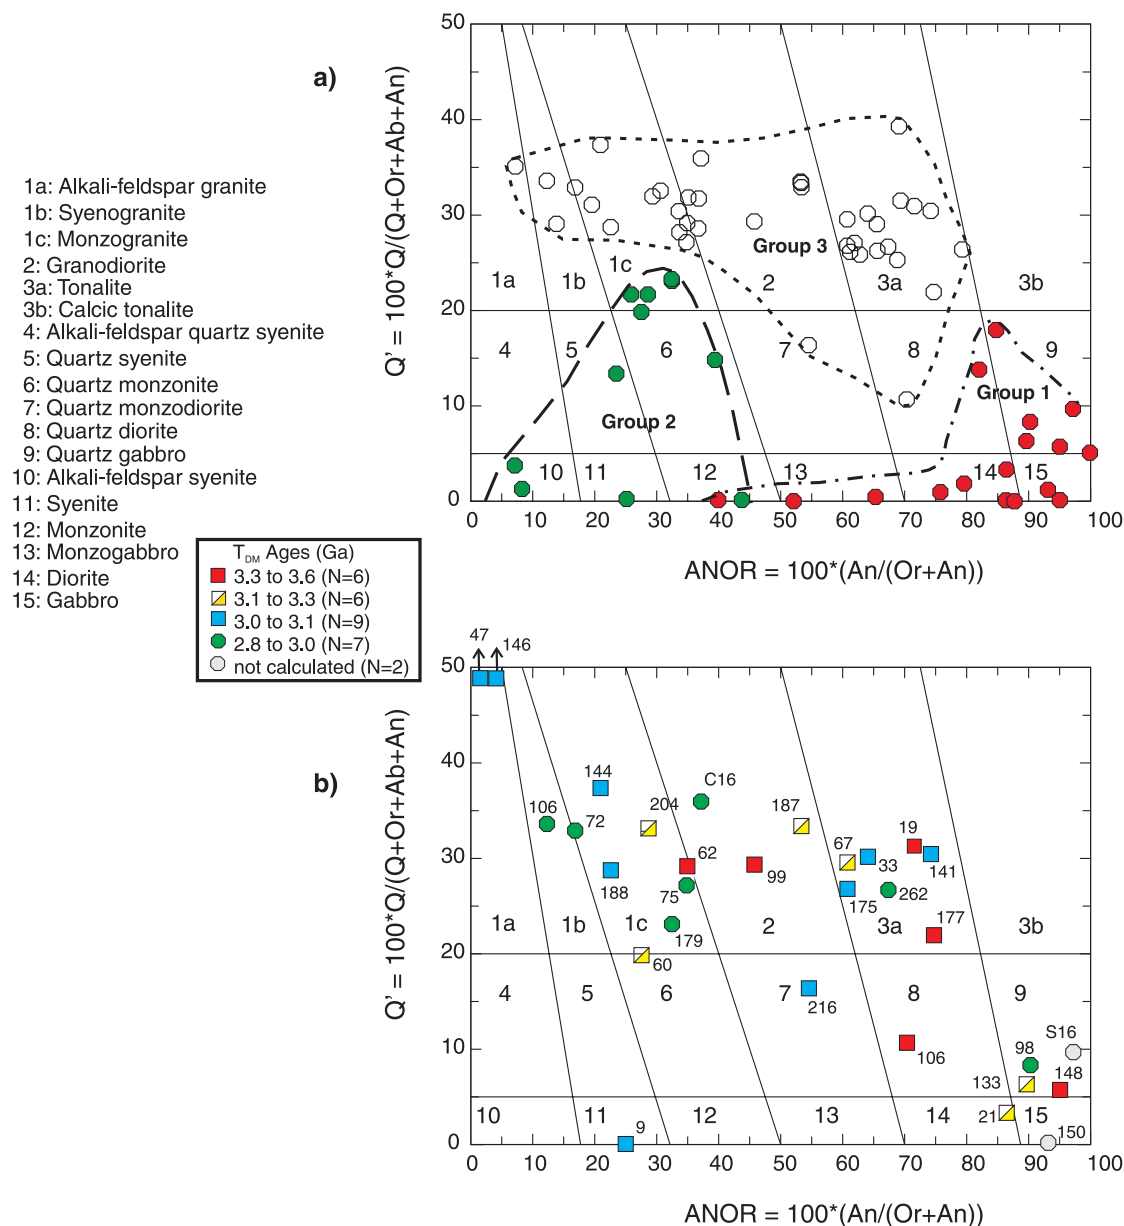 a)
Q' = 100*Q/(Q+Or+Ab+An)
50
40
30
20
10
0
1a
1b
1c
2
3a
3b
4
5
6
7
8
9
10
11
12
13
14
15
Group 3
Group 2
Group 1
0 10 20 30 40 50 60 70 80 90 100
ANOR = 100*(An/(Or+An))
1a: Alkali-feldspar granite
1b: Syenogranite
1c: Monzogranite
2: Granodiorite
3a: Tonalite
3b: Calcic tonalite
4: Alkali-feldspar quartz syenite
5: Quartz syenite
6: Quartz monzonite
7: Quartz monzodiorite
8: Quartz diorite
9: Quartz gabbro
10: Alkali-feldspar syenite
11: Syenite
12: Monzonite
13: Monzogabbro
14: Diorite
15: Gabbro
TDM Ages (Ga)
3.3 to 3.6 (N=6)
3.1 to 3.3 (N=6)
3.0 to 3.1 (N=9)
2.8 to 3.0 (N=7)
not calculated (N=2)
b)
Q' = 100*Q/(Q+Or+Ab+An)
50
40
30
20
10
0
47
146
144
C16
106
72
204
187
62
67
19
99
33
141
188
75
175
262
179
177
60
1a
1b
1c
2
3a
3b
4
5
6
7
8
9
216
106
S16
98
133
148
21
150
9
10
11
12
13
14
15
0 10 20 30 40 50 60 70 80 90 100
ANOR = 100*(An/(Or+An))